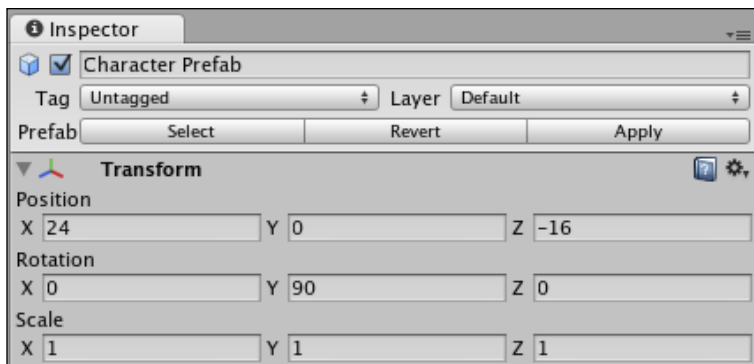 Inspector
Character Prefab
Tag Untagged Layer Default
Prefab Select Revert Apply
Transform
Position
X 24 Y 0 Z -16
Rotation
X 0 Y 90 Z 0
Scale
X 1 Y 1 Z 1